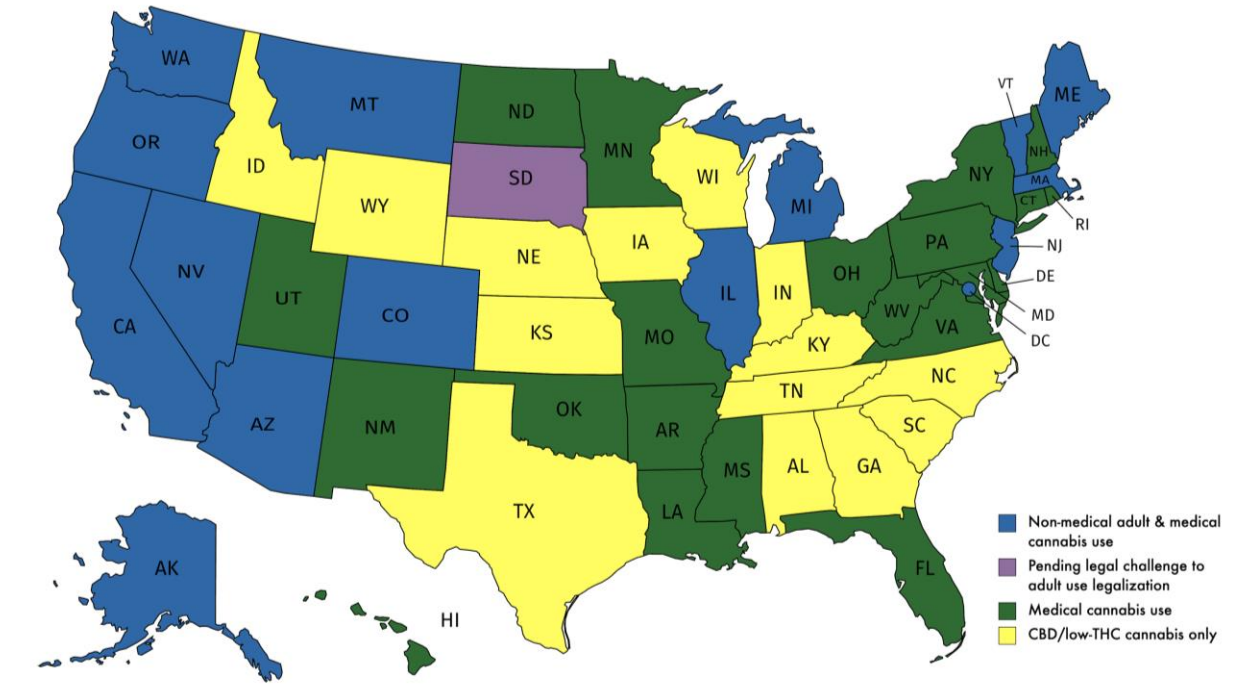 WA
MT
ND
MN
OR
ID
WY
SD
WI
MI
VT
ME
NH
NY
MA
CT
RI
NV
UT
CO
NE
IA
IL
IN
OH
PA
NJ
DE
MD
DC
CA
KS
MO
KY
WV
VA
AZ
NM
OK
AR
TN
NC
SC
TX
LA
MS
AL
GA
FL
AK
HI
Non-medical adult & medical
cannabis use
Pending legal challenge to
adult use legalization
Medical cannabis use
CBD/low-THC cannabis only